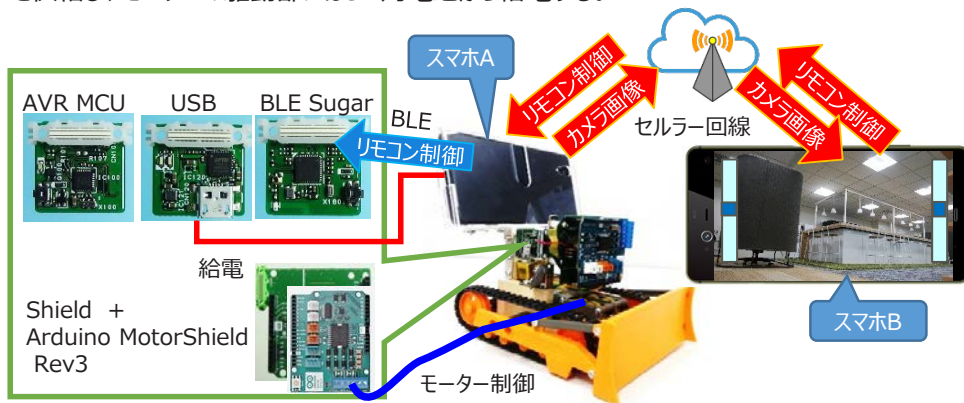 スマホA
リモコン制御
カメラ画像
リモコン制御
カメラ画像
セルラー回線
AVR MCU
USB
BLE Sugar
BLE
リモコン制御
給電
Shield +
Arduino MotorShield
Rev3
モーター制御
スマホB